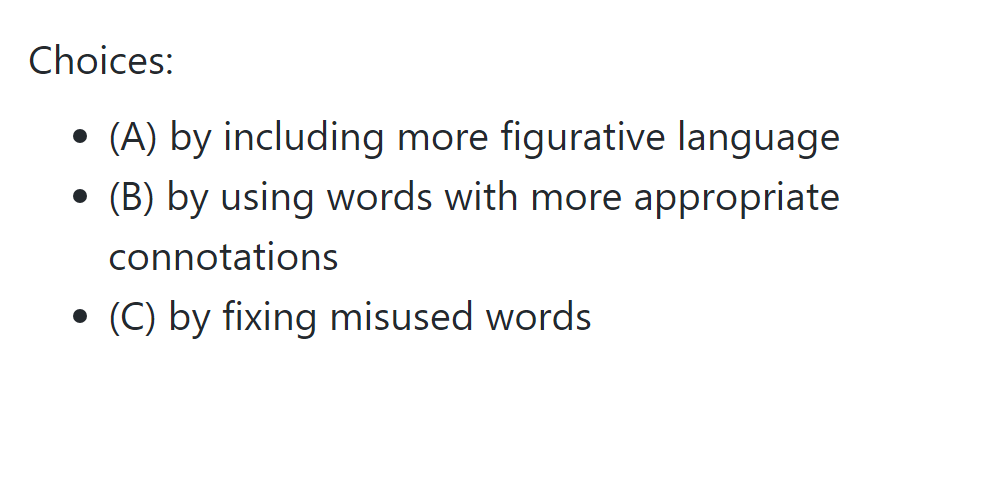 Choices:
• (A) by including more figurative language
• (B) by using words with more appropriate
connotations
• (C) by fixing misused words